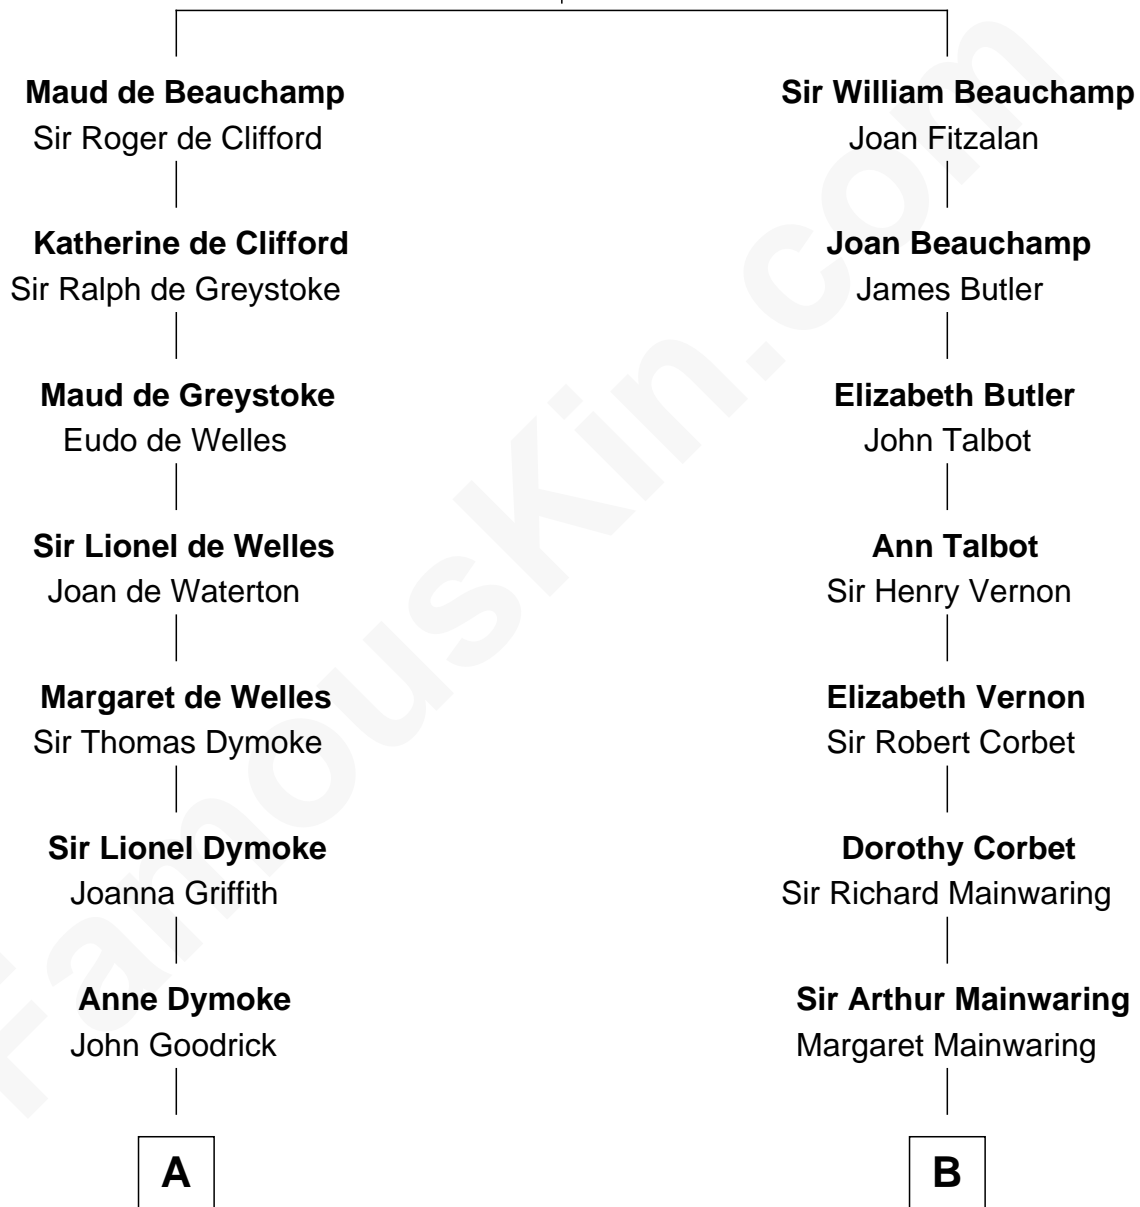 Maud de Beauchamp
Sir Roger de Clifford
Katherine de Clifford
Sir Ralph de Greystoke
Maud de Greystoke
Eudo de Welles
Sir Lionel de Welles
Joan de Waterton
Margaret de Welles
Sir Thomas Dymoke
Sir Lionel Dymoke
Joanna Griffith
Anne Dymoke
John Goodrick
A
Sir William Beauchamp
Joan Fitzalan
Joan Beauchamp
James Butler
Elizabeth Butler
John Talbot
Ann Talbot
Sir Henry Vernon
Elizabeth Vernon
Sir Robert Corbet
Dorothy Corbet
Sir Richard Mainwaring
Sir Arthur Mainwaring
Margaret Mainwaring
B
FamousKin.com